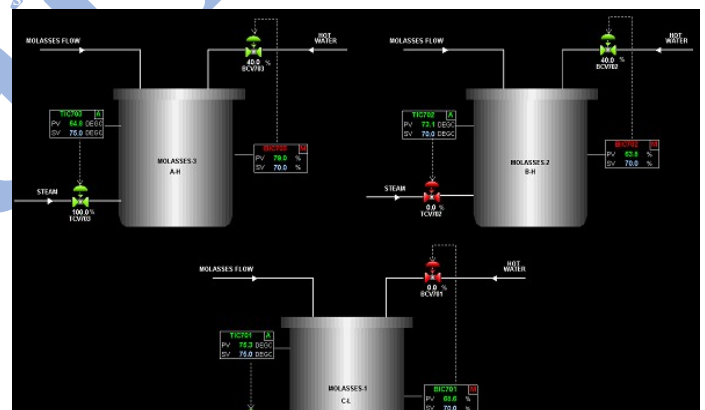 MOLASSES FLOW
HOT
WATER
40.0 %
BCV703
TIC703 A
PV 64.8 DEGC
SV 75.0 DEGC
MOLASSES-3
A-H
M
PV 79.0 %
SV 70.0 %
STEAM
100.0 %
TCV703
MOLASSES FLOW
HOT
WATER
40.0 %
BCV702
TIC702 A
PV 73.1 DEGC
SV 70.0 DEGC
MOLASSES-2
B-H
BIC702 M
PV 53.8 %
SV 70.0 %
STEAM
0.0 %
TCV702
MOLASSES FLOW
HOT
WATER
0.0 %
BCV701
TIC701 A
PV 75.3 DEGC
SV 75.0 DEGC
MOLASSES-1
C-L
BIC701 M
PV 68.6 %
SV 70.0 %